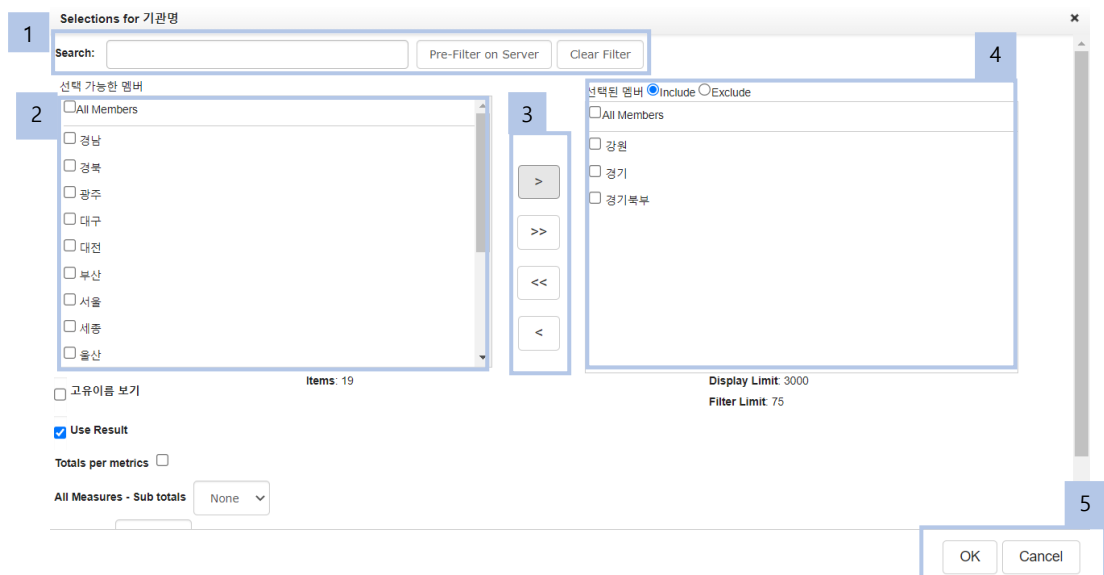 Selections for 기관명
×
1
Search:
Pre-Filter on Server
Clear Filter
4
선택 가능한 멤버
선택된 멤버 Include Exclude
2
All Members
3
All Members
경남
경북
광주
대구
대전
부산
서울
세종
울산
>
>>
<<
<
강원
경기
경기북부
Items: 19
Display Limit: 3000
Filter Limit: 75
고유이름 보기
Use Result
Totals per metrics
All Measures - Sub totals None
5
OK
Cancel